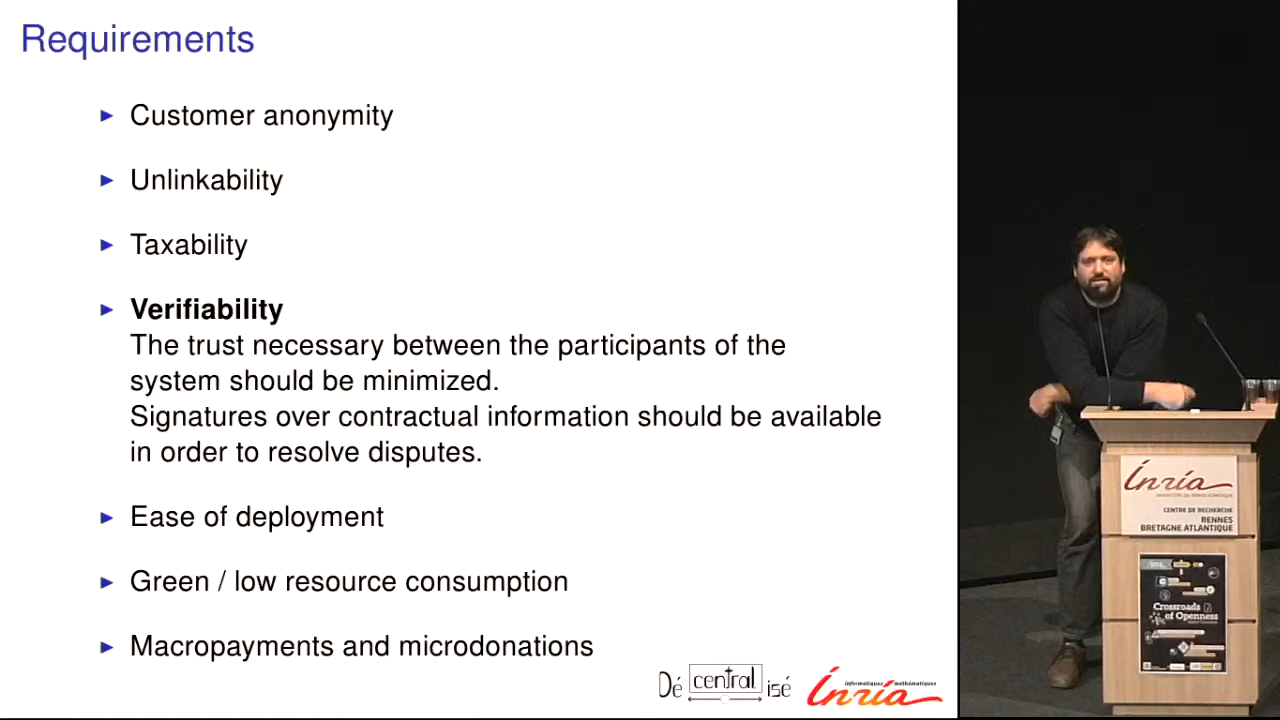 Requirements
Customer anonymity
Unlinkability
Taxability
Verifiability
The trust necessary between the participants of the
system should be minimized.
Signatures over contractual information should be available
in order to resolve disputes.
Ease of deployment
Green / low resource consumption
Macropayments and microdonations
Dé central isé
informatiques mathématiques
Inria
Inria
CENTRE DE RECHERCHE
RENNES
BRETAGNE ATLANTIQUE
Crossroads
of Openness